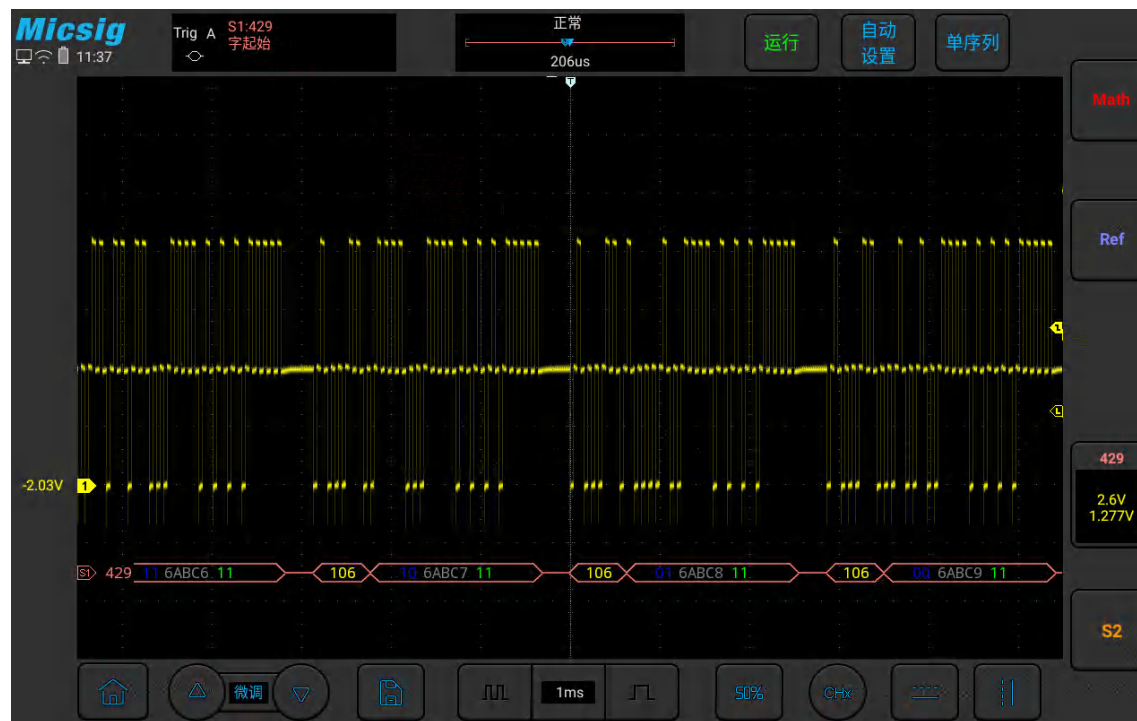 Micsig
11:37
Trig A S1:429
字起始
正常
206us
运行
自动
设置
单序列
T
Math
Ref
1
L
-2.03V 1
429
2.6V
1.277V
S1 429 11 6ABC6 11 106 10 6ABC7 11 106 01 6ABC8 11 106 00 6ABC9 11
S2
微调
1ms
50%
CHx